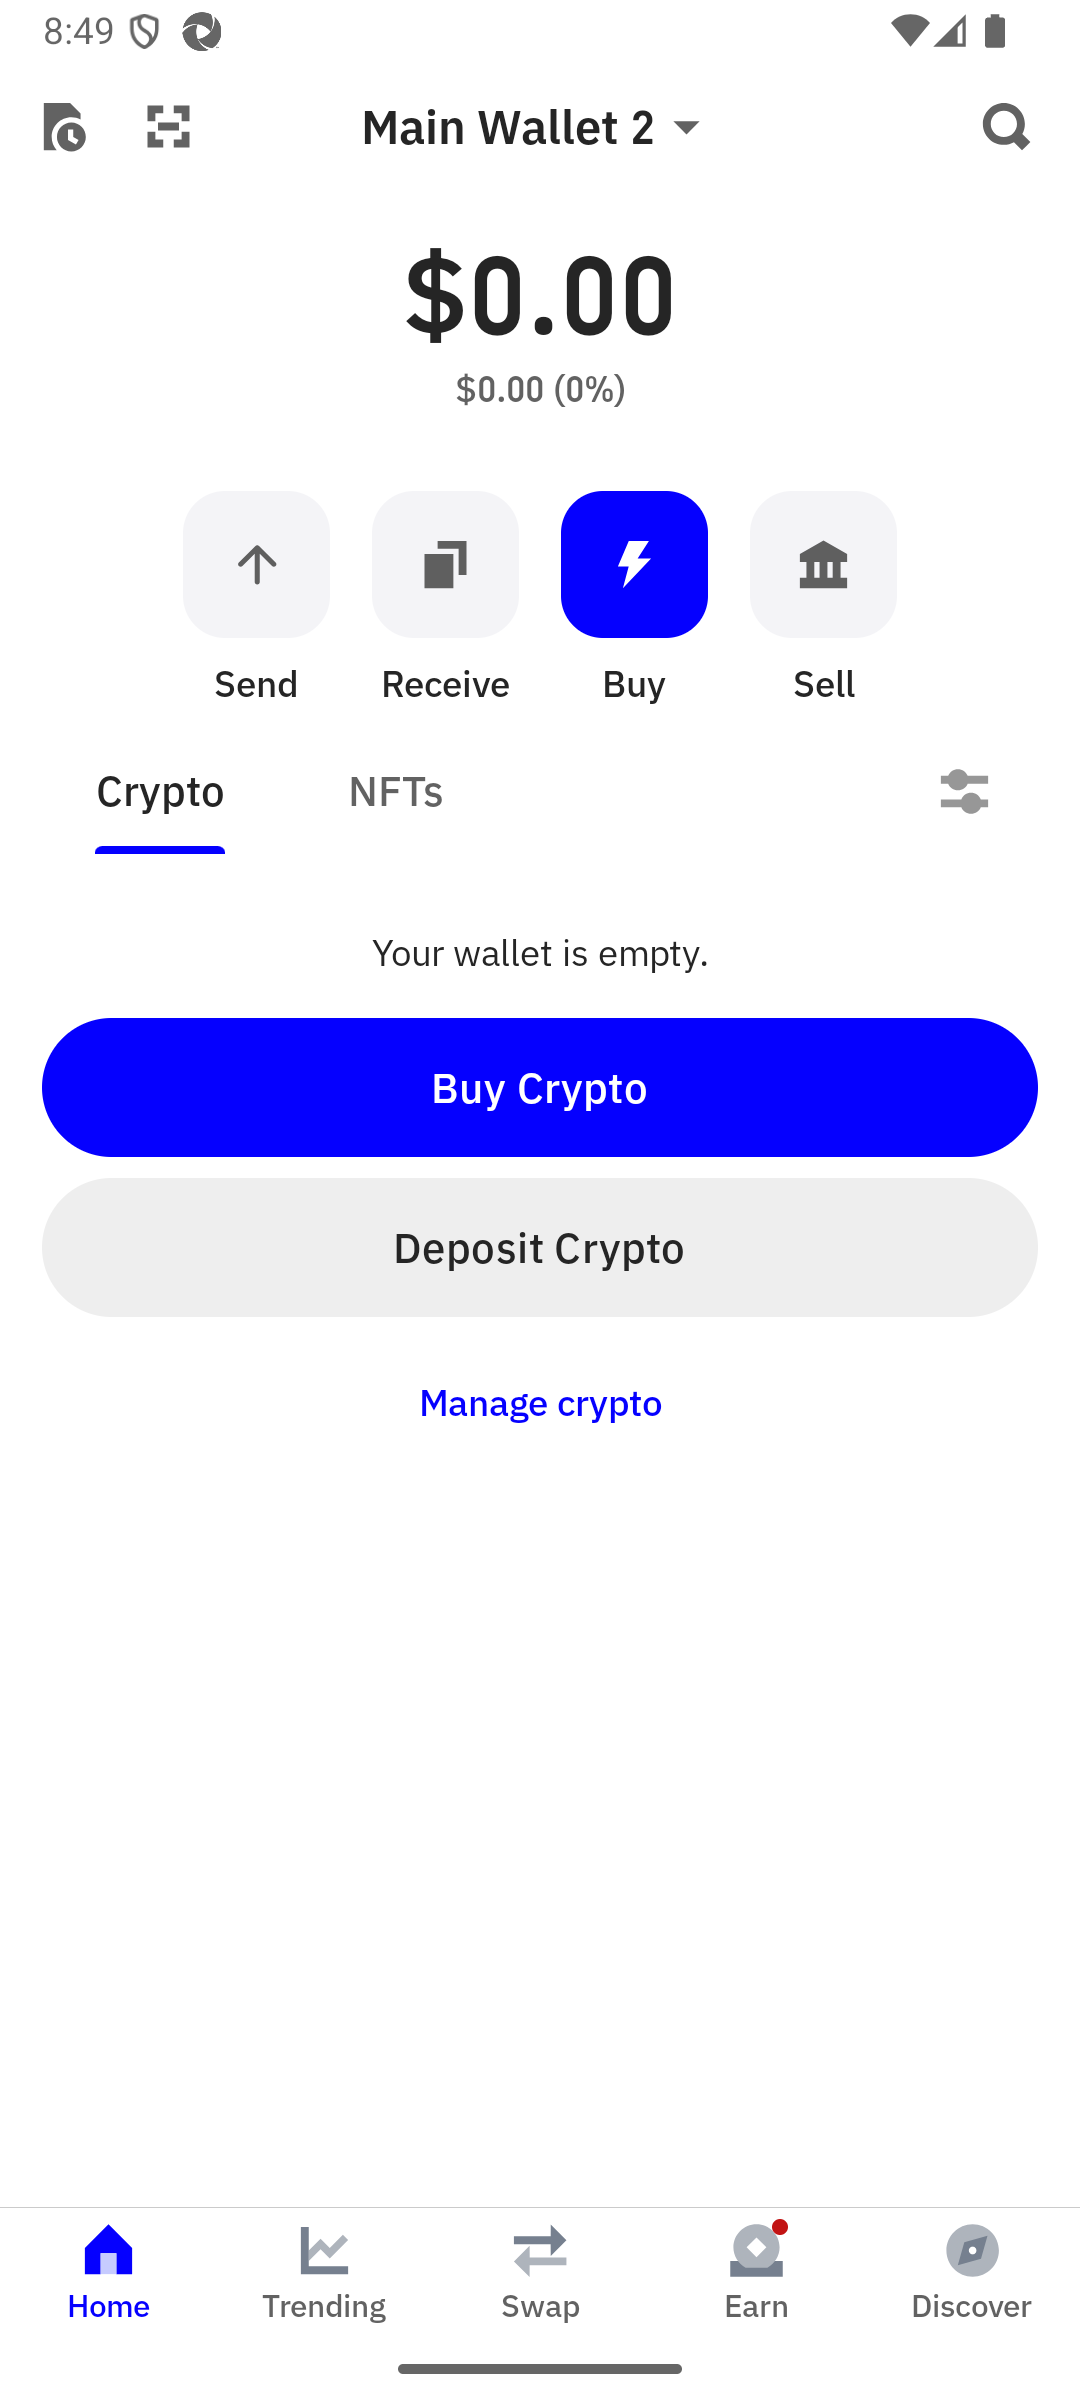 8:49
Main Wallet 2
$0.00
$0.00 (0%)
Send Receive Buy Sell
Crypto NFTs
Your wallet is empty.
Buy Crypto
Deposit Crypto
Manage crypto
Home Trending Swap Earn Discover